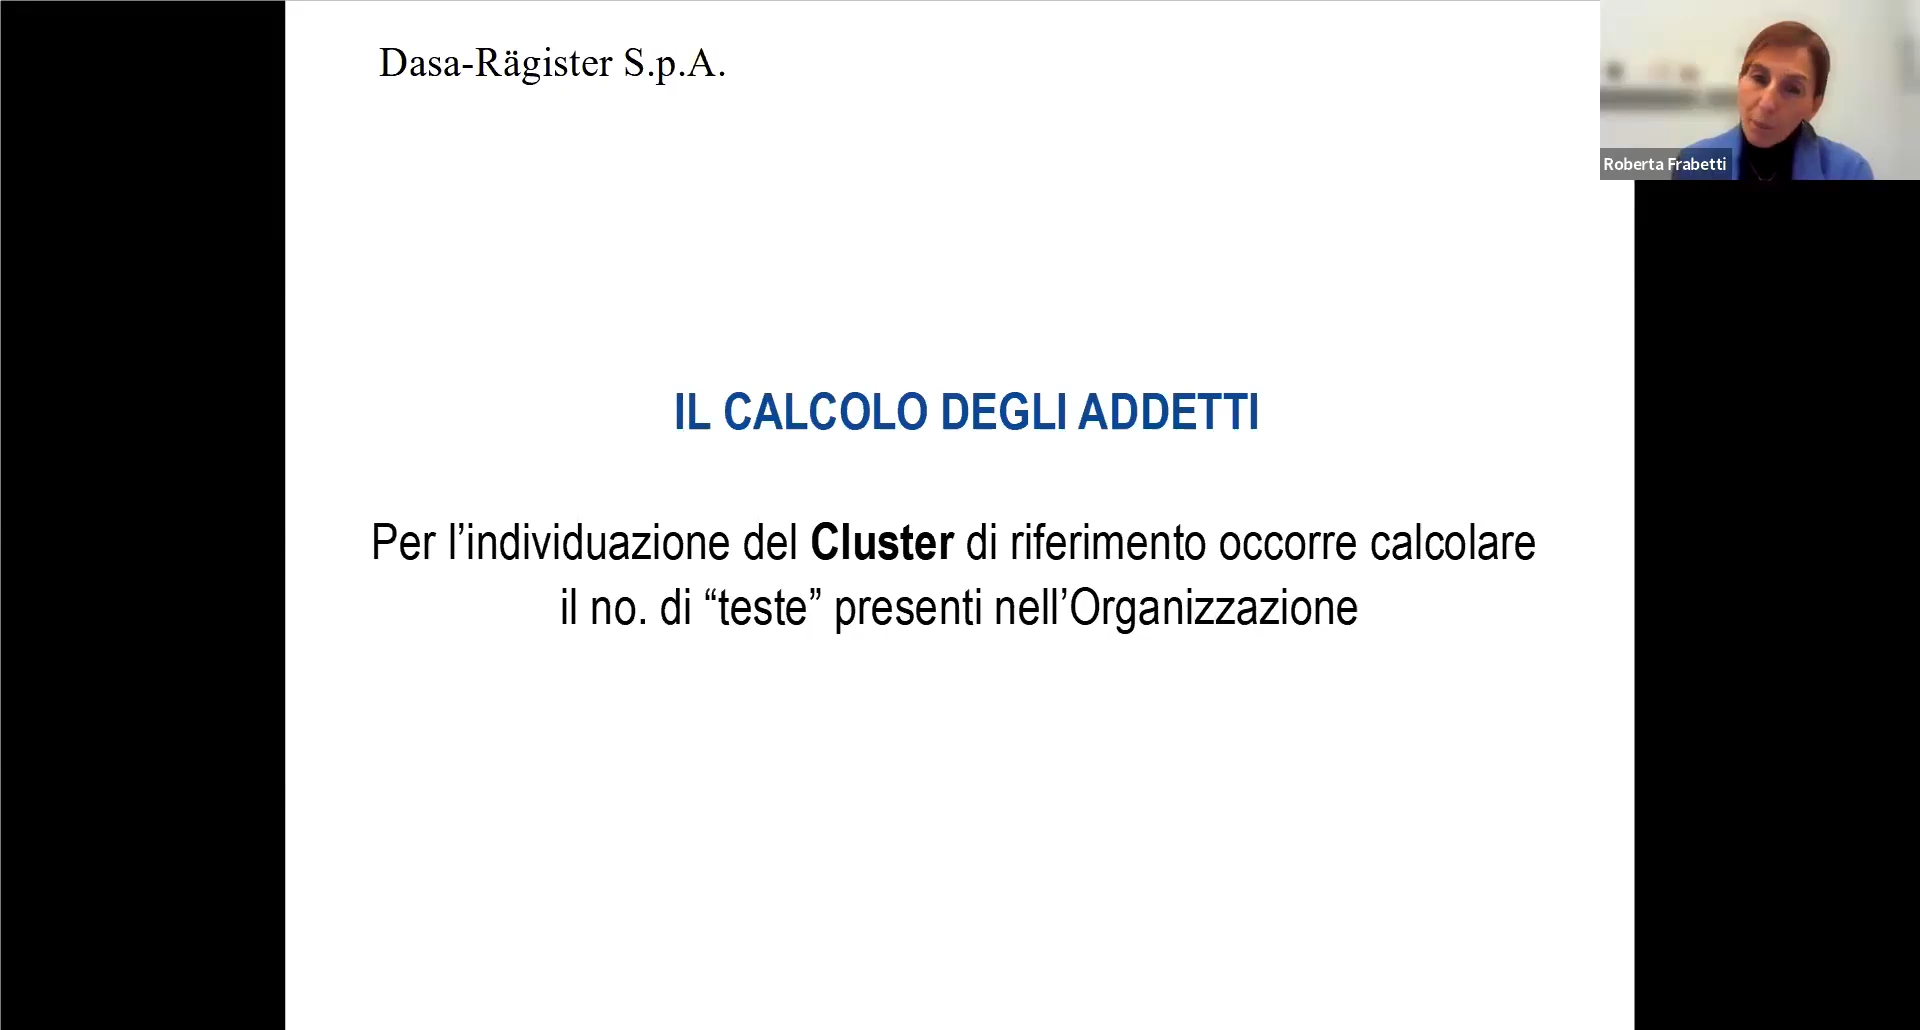 Dasa-Rägister S.p.A.
Roberta Frabetti
IL CALCOLO DEGLI ADDETTI
Per l’individuazione del Cluster di riferimento occorre calcolare
il no. di “teste” presenti nell’Organizzazione